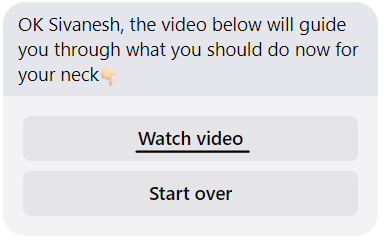 OK Sivanesh, the video below will guide
you through what you should do now for
your neck👇🏻
Watch video
Start over